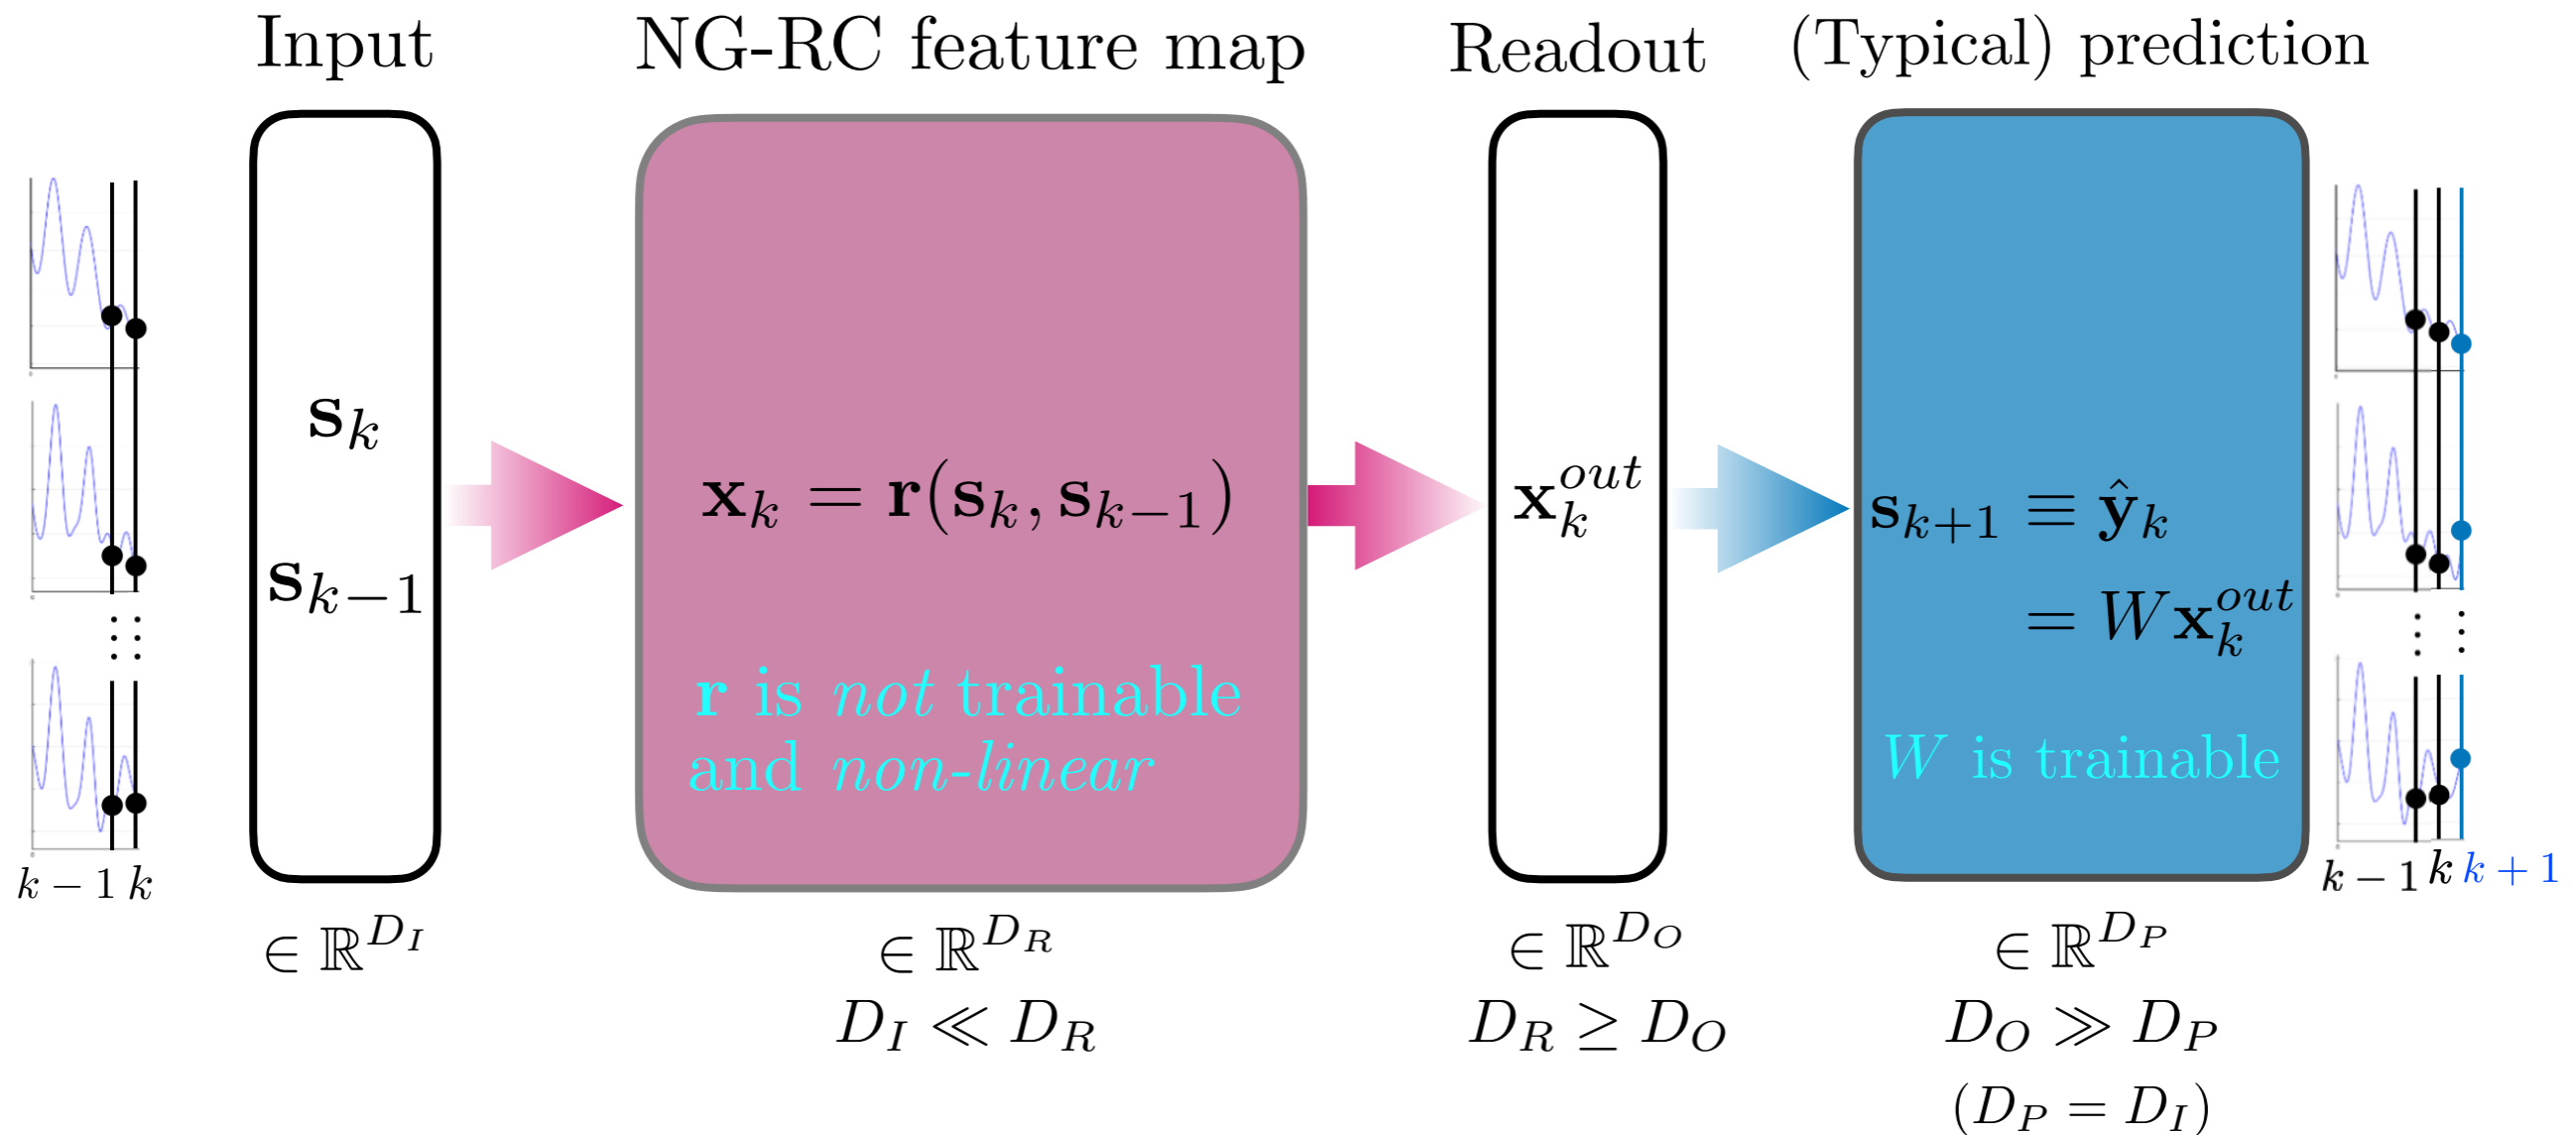 Input
NG-RC feature map
Readout
(Typical) prediction
k − 1 k
s_k
s_{k−1}
∈ ℝ^{D_I}
x_k = r(s_k, s_{k−1})
r is not trainable
and non-linear
∈ ℝ^{D_R}
D_I ≪ D_R
x_k^{out}
∈ ℝ^{D_O}
D_R ≥ D_O
s_{k+1} ≡ ŷ_k
= W x_k^{out}
W is trainable
∈ ℝ^{D_P}
D_O ≫ D_P
(D_P = D_I)
k − 1 k k + 1